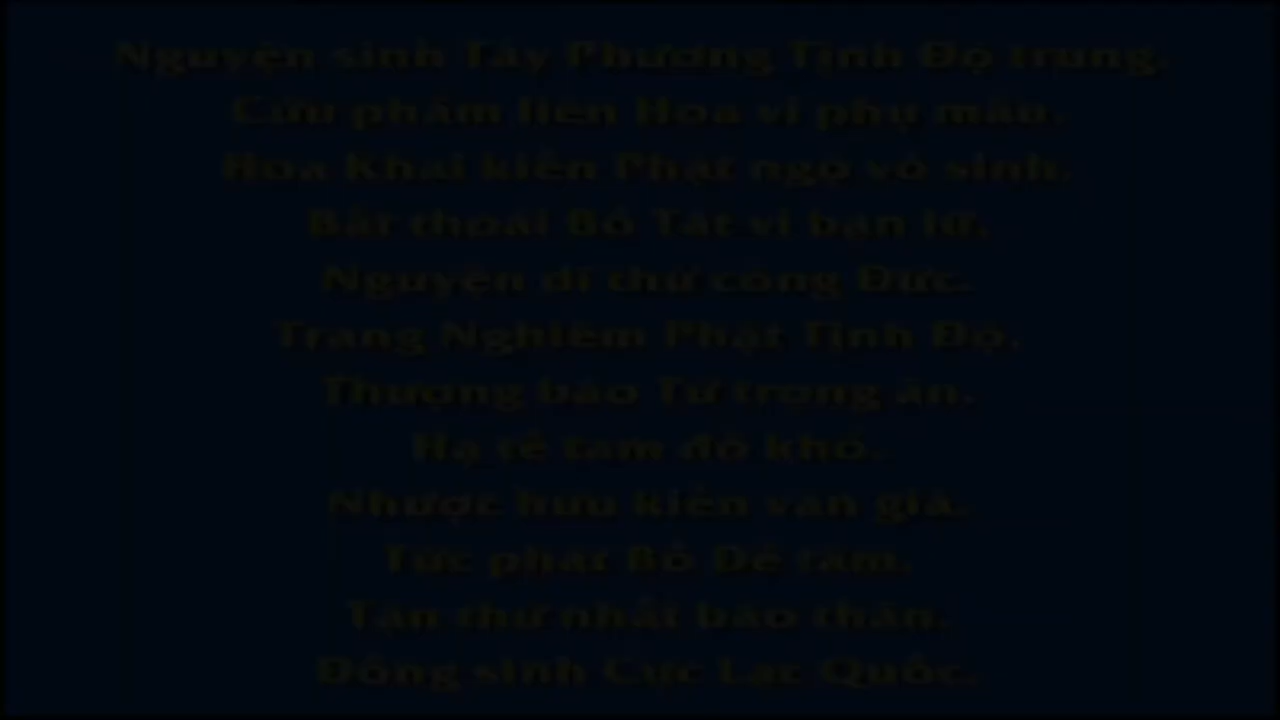 Nguyện sinh Tây Phương Tịnh Độ trung.
Cửu phẩm liên Hoa vi phụ mẫu.
Hoa Khai kiến Phật ngộ vô sinh.
Bất thoái Bồ Tát vi bạn lữ.
Nguyện dĩ thử công Đức.
Trang Nghiêm Phật Tịnh Độ.
Thượng báo Tứ trọng ân.
Hạ tế tam đồ khổ.
Nhược hữu kiến văn giả.
Tức phát Bồ Đề tâm.
Tận thử nhất báo thân.
Đồng sinh Cực Lạc Quốc.